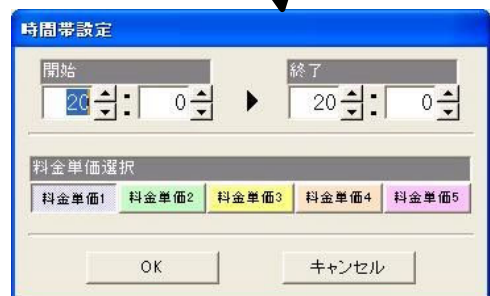 時間帯設定
開始 終了
20 : 0 ▶ 20 : 0
料金単価選択
料金単価1 料金単価2 料金単価3 料金単価4 料金単価5
OK キャンセル